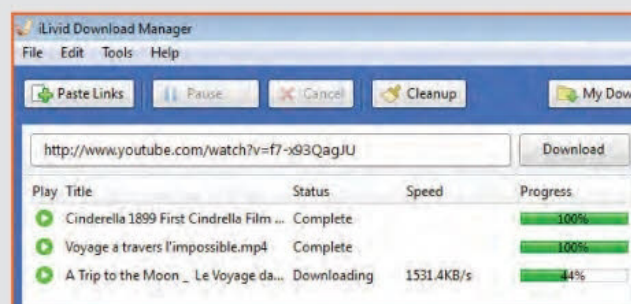 iLivid Download Manager
File Edit Tools Help
Paste Links Pause Cancel Cleanup My Dow
http://www.youtube.com/watch?v=f7-x93QagJU Download
Play Title Status Speed Progress
Cinderella 1899 First Cindrella Film ... Complete 100%
Voyage a travers l'impossible.mp4 Complete 100%
A Trip to the Moon _ Le Voyage da... Downloading 1531.4KB/s 44%